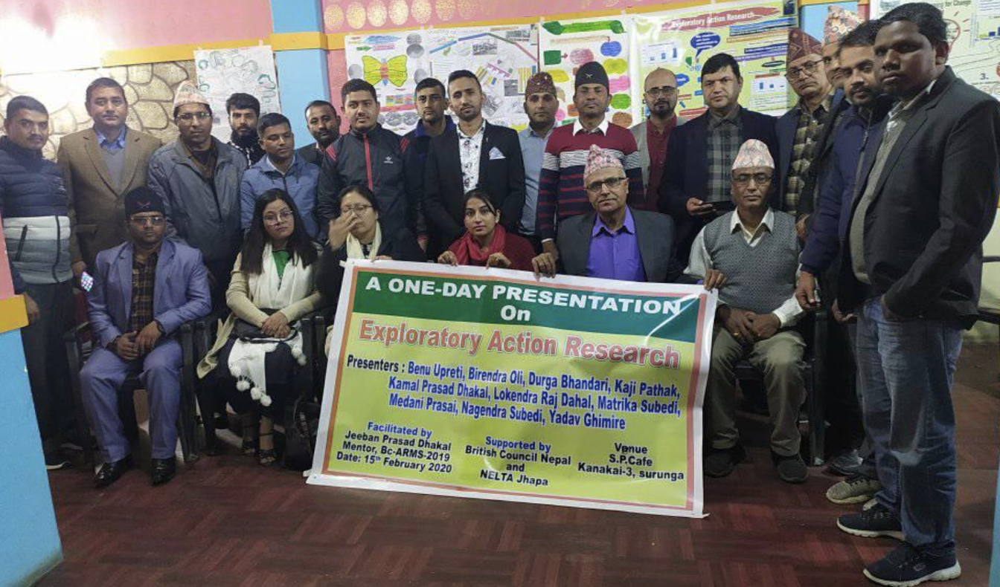 Exploratory Action Research
for Change
3.
A ONE-DAY PRESENTATION
On
Exploratory Action Research
Presenters : Benu Upreti, Birendra Oli, Durga Bhandari, Kaji Pathak,
Kamal Prasad Dhakal, Lokendra Raj Dahal, Matrika Subedi,
Medani Prasai, Nagendra Subedi, Yadav Ghimire
Facilitated by
Jeeban Prasad Dhakal
Mentor, Bc-ARMS-2019
Date: 15th February 2020
Supported by
British Council Nepal
and
NELTA Jhapa
Venue
S.P.Cafe
Kanakai-3, surunga